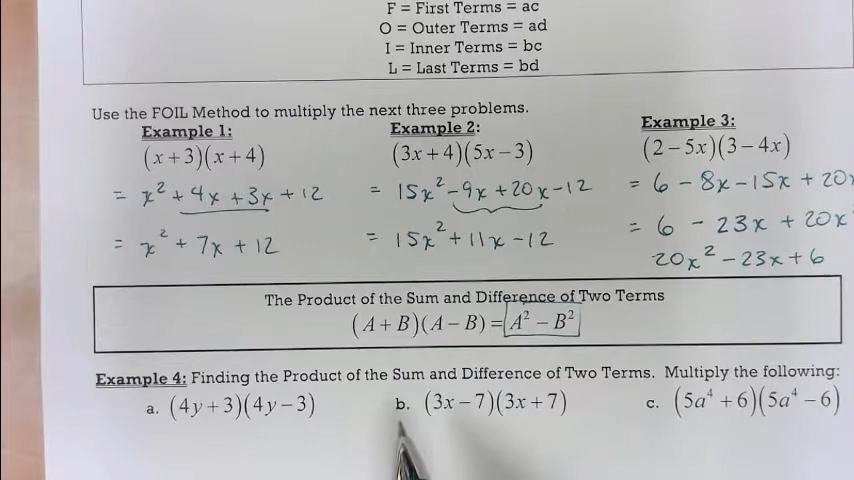 F = First Terms = ac
O = Outer Terms = ad
I = Inner Terms = bc
L = Last Terms = bd
Use the FOIL Method to multiply the next three problems.
Example 1: Example 2: Example 3:
(x+3)(x+4) (3x+4)(5x−3) (2−5x)(3−4x)
= x² + 4x + 3x + 12 = 15x² − 9x + 20x − 12 = 6 − 8x − 15x + 20x
= x² + 7x + 12 = 15x² + 11x − 12 = 6 − 23x + 20x²
20x² − 23x + 6
The Product of the Sum and Difference of Two Terms
(A+B)(A−B)=A²−B²
Example 4: Finding the Product of the Sum and Difference of Two Terms. Multiply the following:
a. (4y+3)(4y−3) b. (3x−7)(3x+7) c. (5a⁴+6)(5a⁴−6)